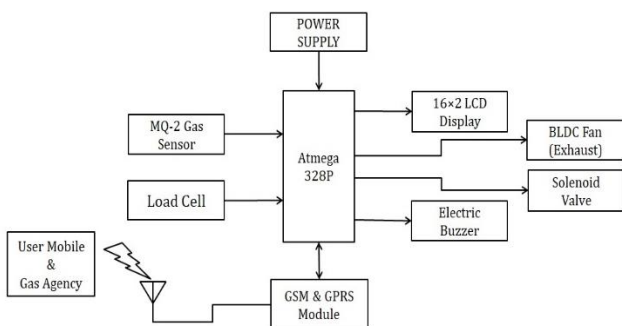 POWER
SUPPLY
MQ-2 Gas
Sensor
Load Cell
Atmega
328P
16×2 LCD
Display
BLDC Fan
(Exhaust)
Solenoid
Valve
Electric
Buzzer
User Mobile
&
Gas Agency
GSM & GPRS
Module